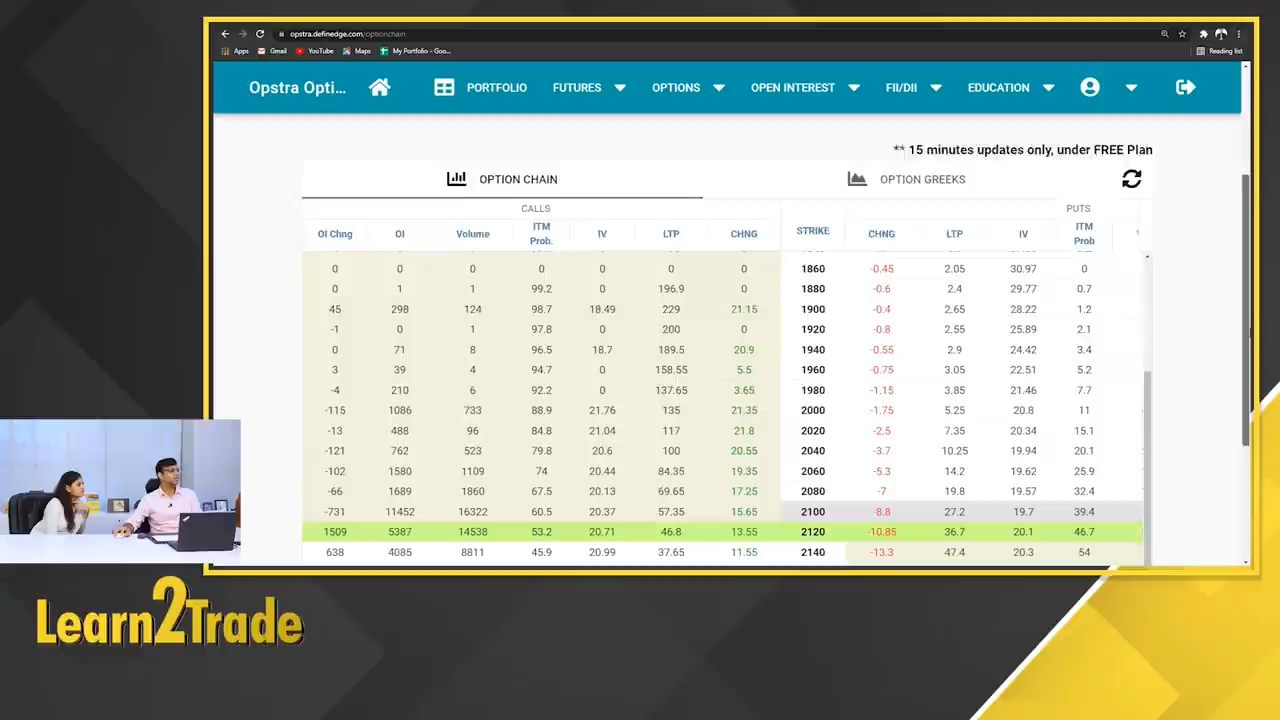 opstra.definedge.com/optionchain
Apps Gmail YouTube Maps My Portfolio - Goo... Reading list
Opstra Opti... PORTFOLIO FUTURES OPTIONS OPEN INTEREST FII/DII EDUCATION
** 15 minutes updates only, under FREE Plan
OPTION CHAIN OPTION GREEKS
CALLS PUTS
OI Chng OI Volume ITM Prob. IV LTP CHNG STRIKE CHNG LTP IV ITM Prob
0 0 0 0 0 0 0 1860 -0.45 2.05 30.97 0
0 1 1 99.2 0 196.9 0 1880 -0.6 2.4 29.77 0.7
45 298 124 98.7 18.49 229 21.15 1900 -0.4 2.65 28.22 1.2
-1 0 1 97.8 0 200 0 1920 -0.8 2.55 25.89 2.1
0 71 8 96.5 18.7 189.5 20.9 1940 -0.55 2.9 24.42 3.4
3 39 4 94.7 0 158.55 5.5 1960 -0.75 3.05 22.51 5.2
-4 210 6 92.2 0 137.65 3.65 1980 -1.15 3.85 21.46 7.7
-115 1086 733 88.9 21.76 135 21.35 2000 -1.75 5.25 20.8 11
-13 488 96 84.8 21.04 117 21.8 2020 -2.5 7.35 20.34 15.1
-121 762 523 79.8 20.6 100 20.55 2040 -3.7 10.25 19.94 20.1
-102 1580 1109 74 20.44 84.35 19.35 2060 -5.3 14.2 19.62 25.9
-66 1689 1860 67.5 20.13 69.65 17.25 2080 -7 19.8 19.57 32.4
-731 11452 16322 60.5 20.37 57.35 15.65 2100 -8.8 27.2 19.7 39.4
1509 5387 14538 53.2 20.71 46.8 13.55 2120 -10.85 36.7 20.1 46.7
638 4085 8811 45.9 20.99 37.65 11.55 2140 -13.3 47.4 20.3 54
Learn2Trade